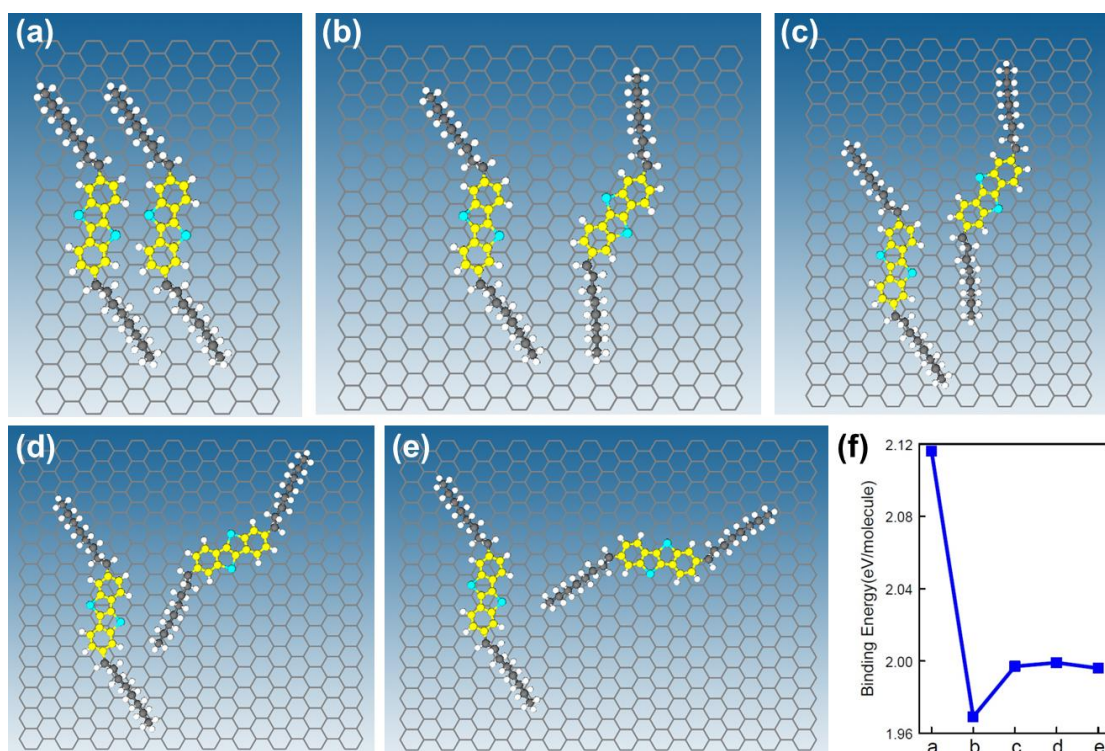 (a)
(b)
(c)
(d)
(e)
(f)
Binding Energy(eV/molecule)
2.12
2.08
2.04
2.00
1.96
a b c d e